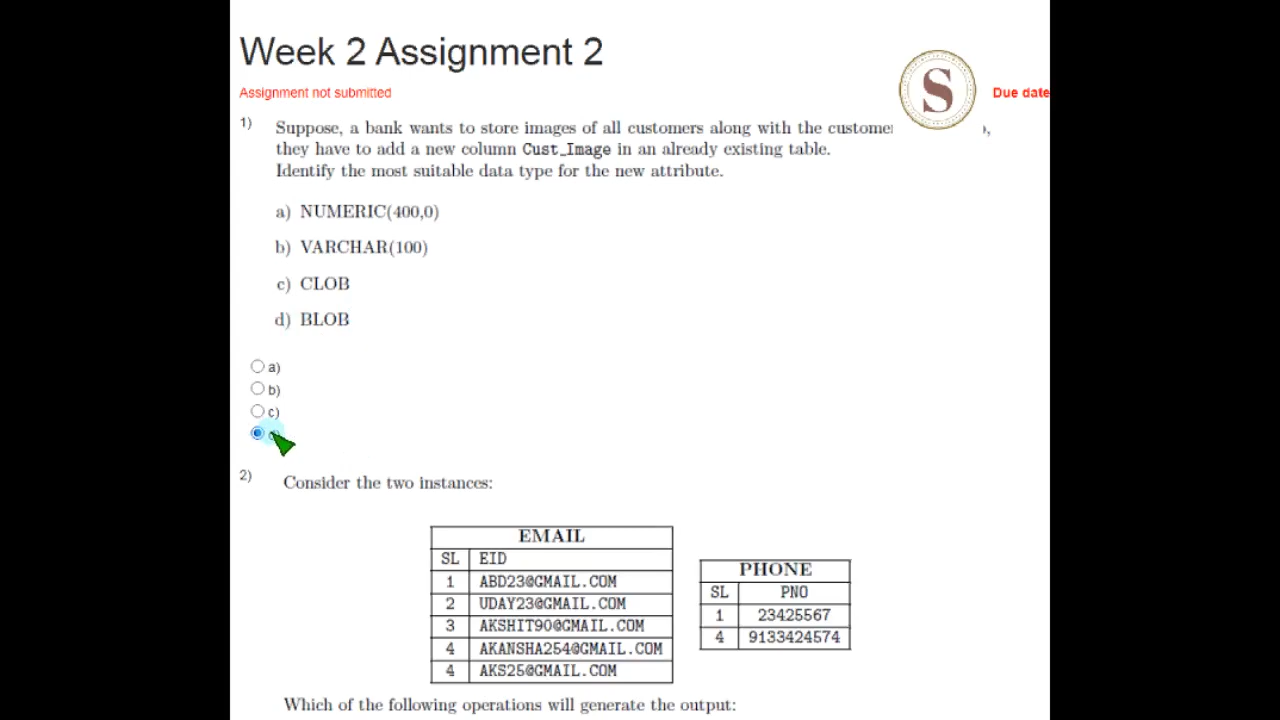 Week 2 Assignment 2
S
Assignment not submitted
Due date
1)
Suppose, a bank wants to store images of all customers along with the
they have to add a new column Cust_Image in an already existing table.
Identify the most suitable data type for the new attribute.
a) NUMERIC(400,0)
b) VARCHAR(100)
c) CLOB
d) BLOB
a)
b)
c)
2)
Consider the two instances:
EMAIL
SL EID
1 ABD23@GMAIL.COM
2 UDAY23@GMAIL.COM
3 AKSHIT90@GMAIL.COM
4 AKANSHA254@GMAIL.COM
4 AKS25@GMAIL.COM
PHONE
SL PNO
1 23425567
4 9133424574
Which of the following operations will generate the output: